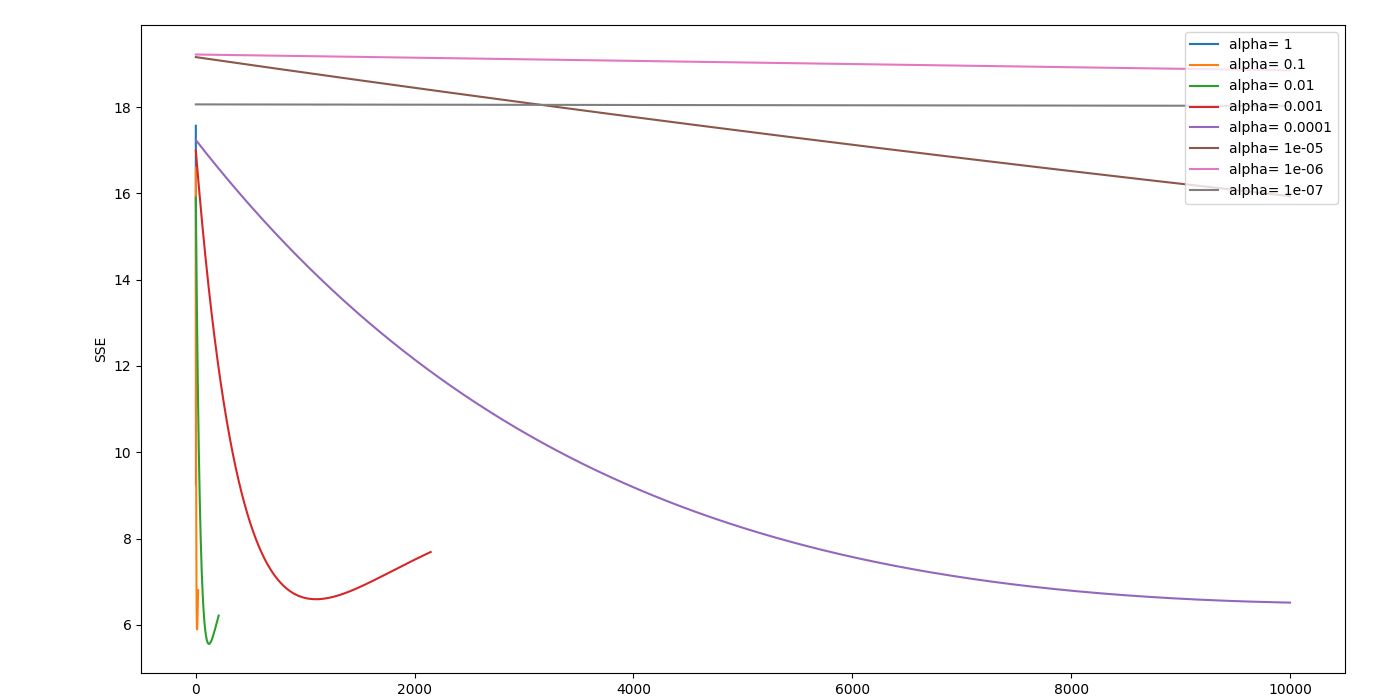 alpha= 1
alpha= 0.1
alpha= 0.01
alpha= 0.001
alpha= 0.0001
alpha= 1e-05
alpha= 1e-06
alpha= 1e-07
18
16
14
12
10
8
6
SSE
0 2000 4000 6000 8000 10000